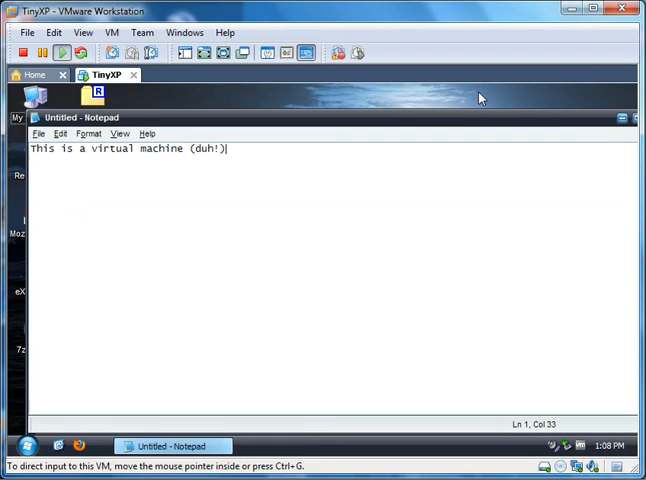 TinyXP - VMware Workstation
File Edit View VM Team Windows Help
Home TinyXP
R
My
Untitled - Notepad
File Edit Format View Help
This is a virtual machine (duh!)
Re
Moz
eX
7z
Ln 1, Col 33
Untitled - Notepad
1:08 PM
To direct input to this VM, move the mouse pointer inside or press Ctrl+G.